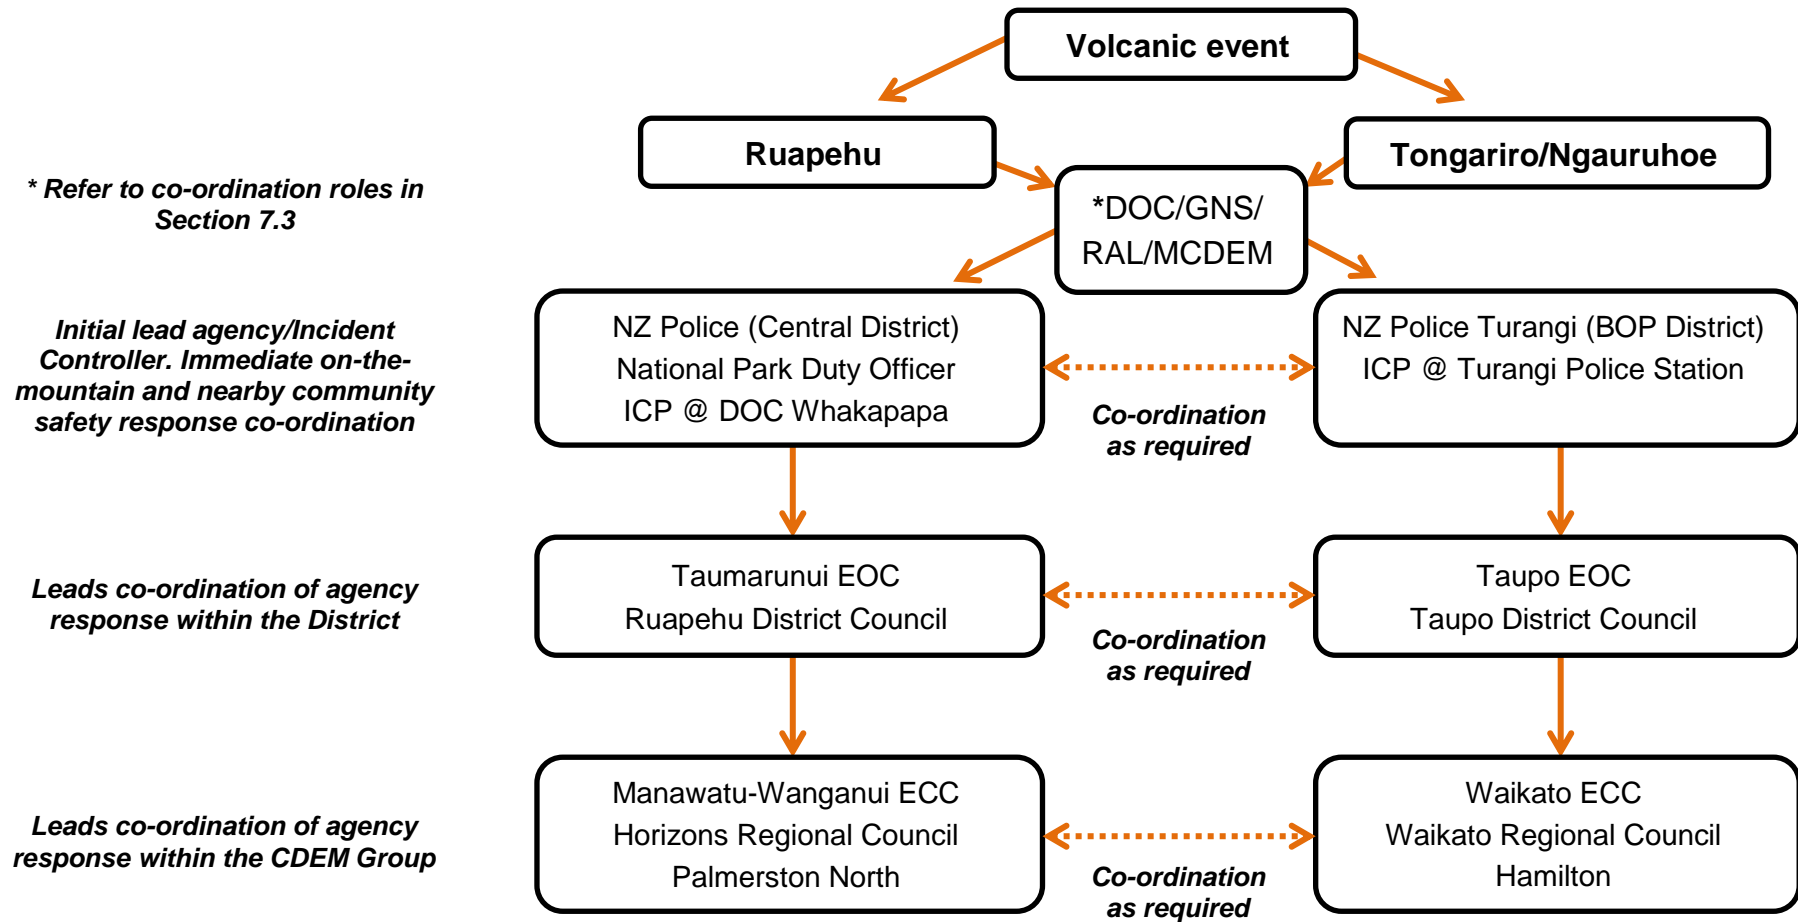 Volcanic event
Ruapehu
Tongariro/Ngauruhoe
* Refer to co-ordination roles in
Section 7.3
*DOC/GNS/
RAL/MCDEM
Initial lead agency/Incident
Controller. Immediate on-the-
mountain and nearby community
safety response co-ordination
NZ Police (Central District)
National Park Duty Officer
ICP @ DOC Whakapapa
Co-ordination
as required
NZ Police Turangi (BOP District)
ICP @ Turangi Police Station
Leads co-ordination of agency
response within the District
Taumarunui EOC
Ruapehu District Council
Co-ordination
as required
Taupo EOC
Taupo District Council
Leads co-ordination of agency
response within the CDEM Group
Manawatu-Wanganui ECC
Horizons Regional Council
Palmerston North
Co-ordination
as required
Waikato ECC
Waikato Regional Council
Hamilton